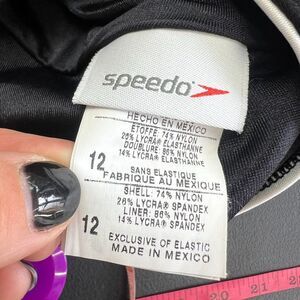 speedo
HECHO EN MÉXICO
ETOFFE: 74% NYLON
26% LYCRA® ELASTHANNE
DOUBLURE: 86% NYLON
14% LYCRA® ELASTHANNE
12
SANS ELASTIQUE
FABRIQUE AU MEXIQUE
SHELL: 74% NYLON
26% LYCRA® SPANDEX
LINER: 86% NYLON
14% LYCRA® SPANDEX
12
EXCLUSIVE OF ELASTIC
MADE IN MEXICO
21